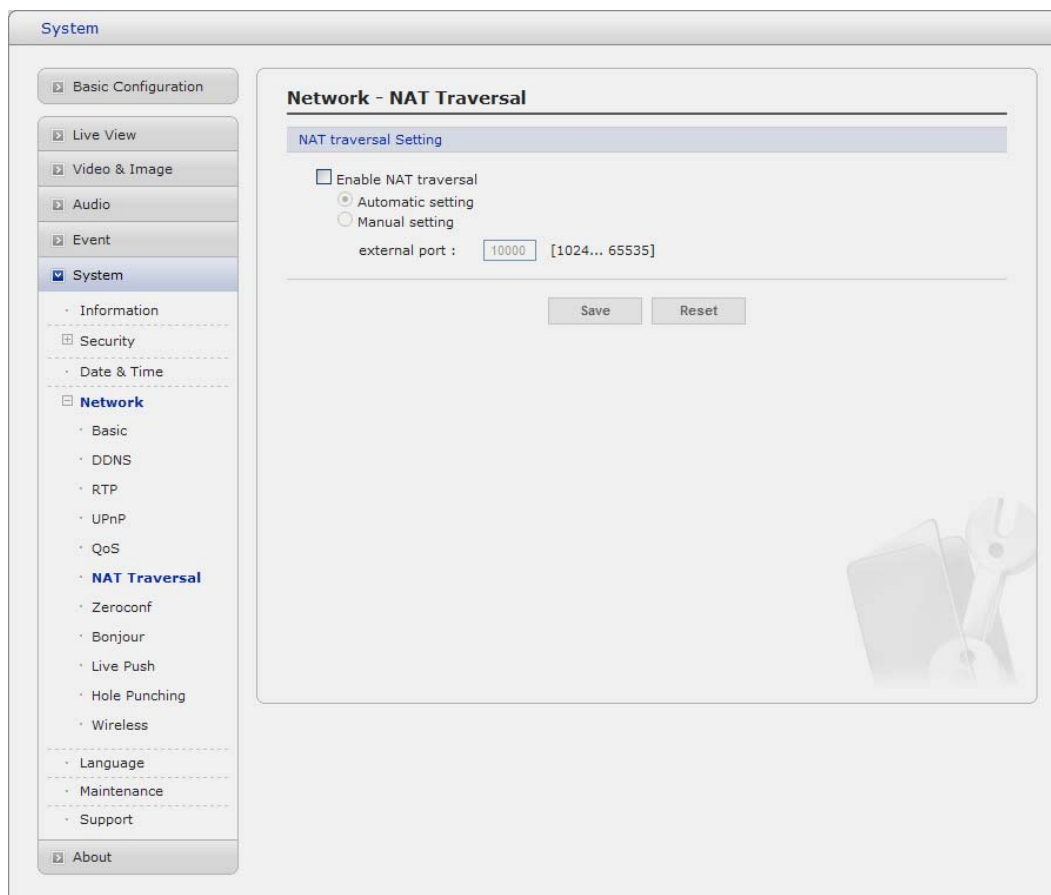 System
Basic Configuration
Live View
Video & Image
Audio
Event
System
Information
Security
Date & Time
Network
Basic
DDNS
RTP
UPnP
QoS
NAT Traversal
Zeroconf
Bonjour
Live Push
Hole Punching
Wireless
Language
Maintenance
Support
About
Network - NAT Traversal
NAT traversal Setting
Enable NAT traversal
Automatic setting
Manual setting
external port : 10000 [1024... 65535]
Save Reset